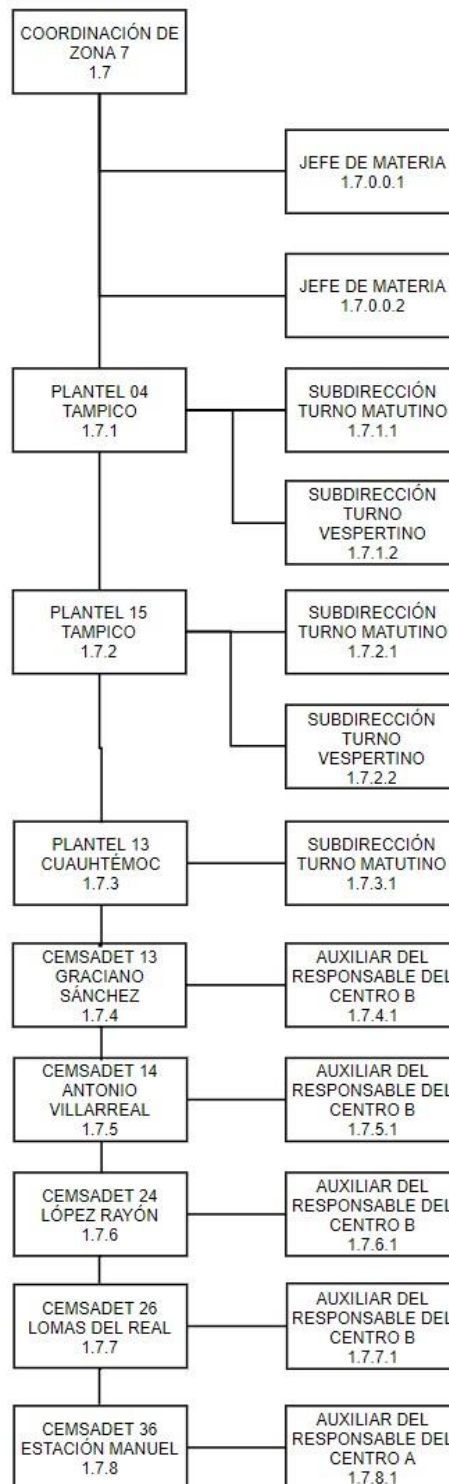 COORDINACIÓN DE
ZONA 7
1.7
JEFE DE MATERIA
1.7.0.0.1
JEFE DE MATERIA
1.7.0.0.2
PLANTEL 04
TAMPICO
1.7.1
SUBDIRECCIÓN
TURNO MATUTINO
1.7.1.1
SUBDIRECCIÓN
TURNO
VESPERTINO
1.7.1.2
PLANTEL 15
TAMPICO
1.7.2
SUBDIRECCIÓN
TURNO MATUTINO
1.7.2.1
SUBDIRECCIÓN
TURNO
VESPERTINO
1.7.2.2
PLANTEL 13
CUAUHTÉMOC
1.7.3
SUBDIRECCIÓN
TURNO MATUTINO
1.7.3.1
CEMSADET 13
GRACIANO
SÁNCHEZ
1.7.4
AUXILIAR DEL
RESPONSABLE DEL
CENTRO B
1.7.4.1
CEMSADET 14
ANTONIO
VILLARREAL
1.7.5
AUXILIAR DEL
RESPONSABLE DEL
CENTRO B
1.7.5.1
CEMSADET 24
LÓPEZ RAYÓN
1.7.6
AUXILIAR DEL
RESPONSABLE DEL
CENTRO B
1.7.6.1
CEMSADET 26
LOMAS DEL REAL
1.7.7
AUXILIAR DEL
RESPONSABLE DEL
CENTRO B
1.7.7.1
CEMSADET 36
ESTACIÓN MANUEL
1.7.8
AUXILIAR DEL
RESPONSABLE DEL
CENTRO A
1.7.8.1